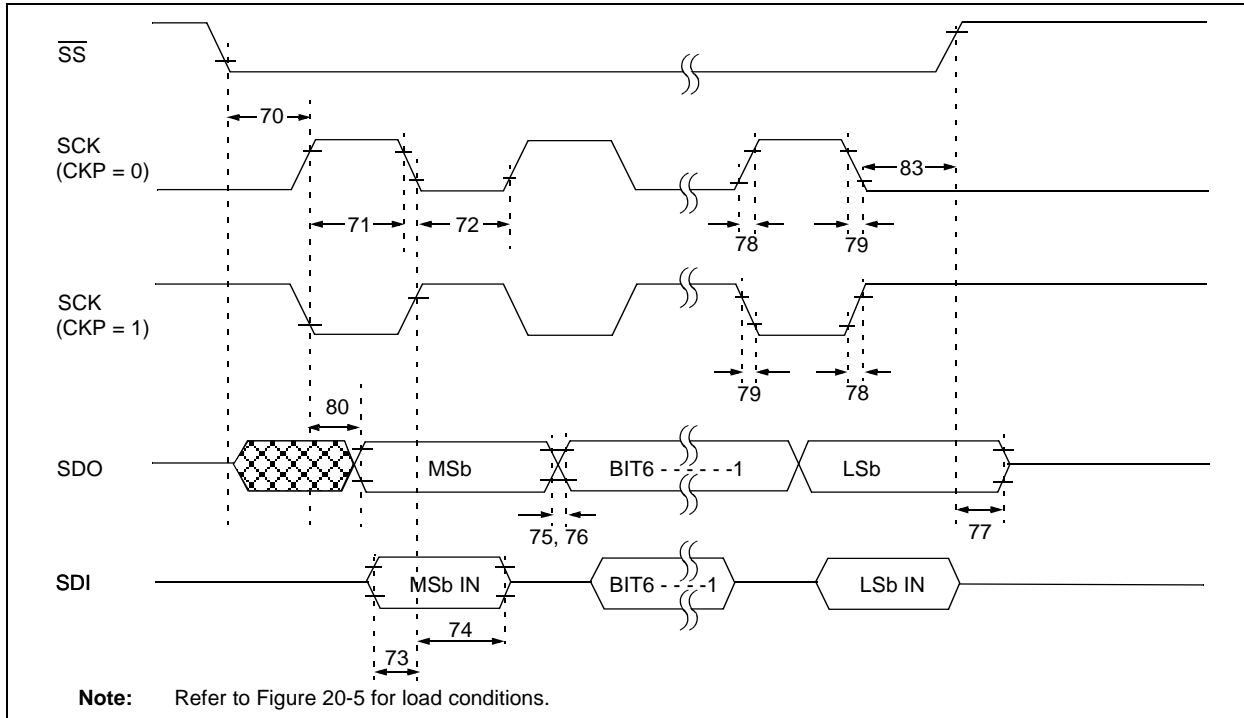 SS
70
SCK
(CKP = 0)
83
71
72
78
79
SCK
(CKP = 1)
79
78
80
SDO
MSb
BIT6 - - - - - - -1
LSb
75, 76
77
SDI
MSb IN
BIT6 - - - - -1
LSb IN
74
73
Note: Refer to Figure 20-5 for load conditions.